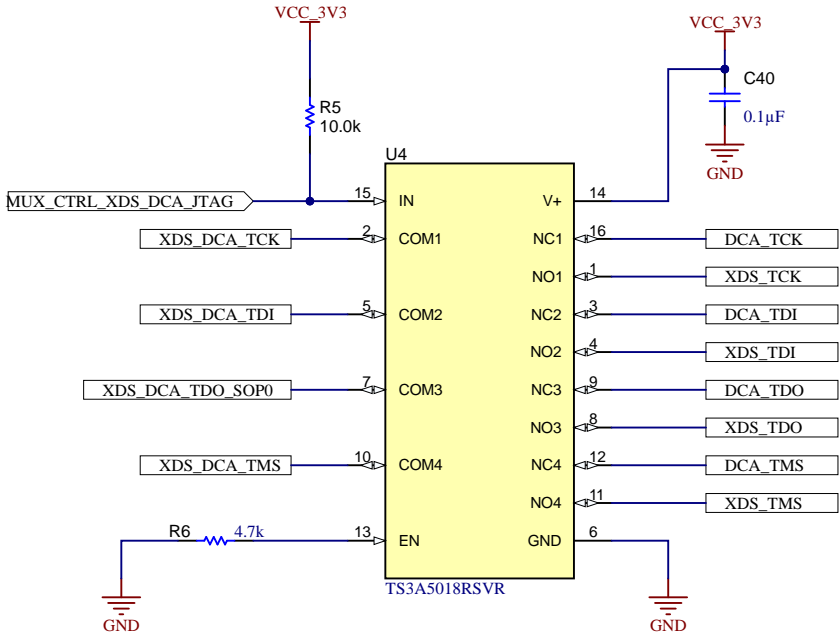 VCC_3V3
VCC_3V3
C40
0.1µF
GND
R5
10.0k
U4
MUX_CTRL_XDS_DCA_JTAG 15 IN V+ 14
XDS_DCA_TCK 2 COM1 NC1 16 DCA_TCK
NO1 1 XDS_TCK
XDS_DCA_TDI 5 COM2 NC2 3 DCA_TDI
NO2 4 XDS_TDI
XDS_DCA_TDO_SOP0 7 COM3 NC3 9 DCA_TDO
NO3 8 XDS_TDO
XDS_DCA_TMS 10 COM4 NC4 12 DCA_TMS
NO4 11 XDS_TMS
R6 4.7k 13 EN GND 6
TS3A5018RSVR
GND
GND